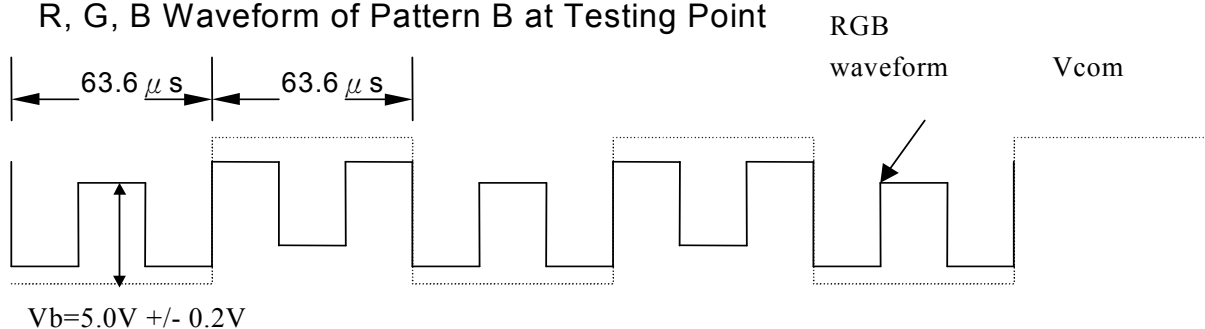 R, G, B Waveform of Pattern B at Testing Point
RGB
waveform
Vcom
63.6 μ s
63.6 μ s
Vb=5.0V +/- 0.2V